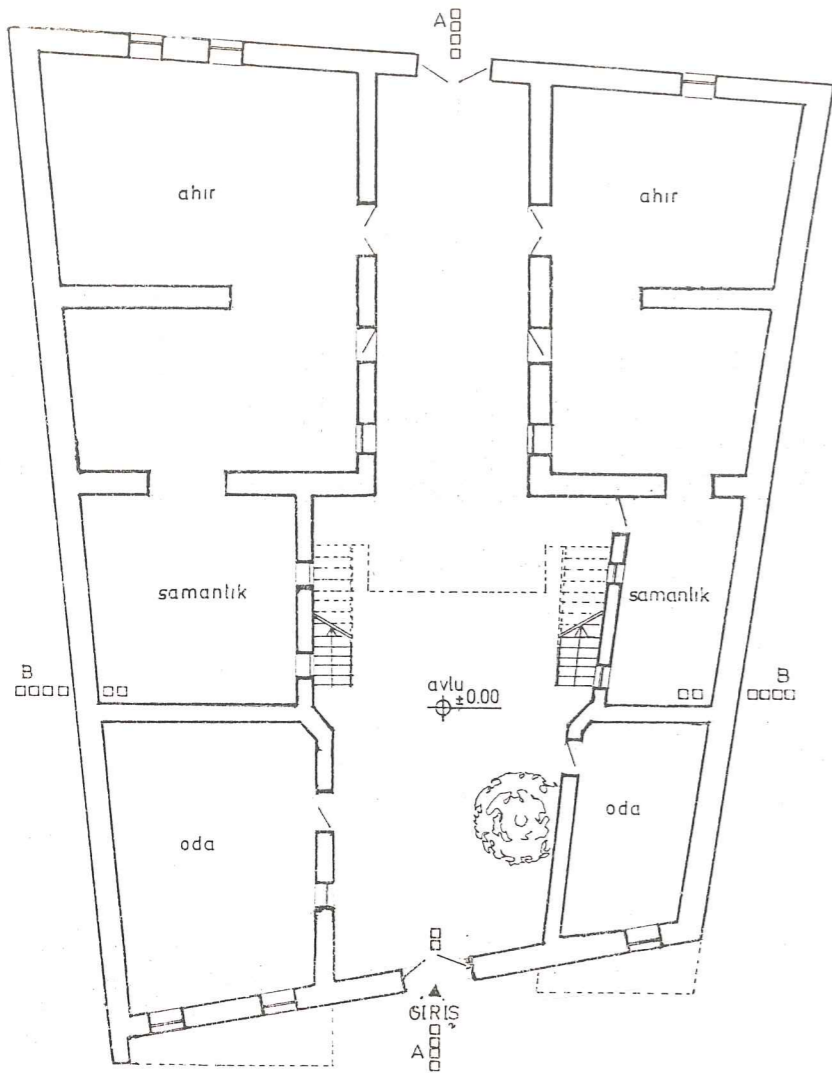 A
ahır
ahır
samanlık
samanlık
B
B
avlu
±0.00
oda
oda
GİRİŞ
A